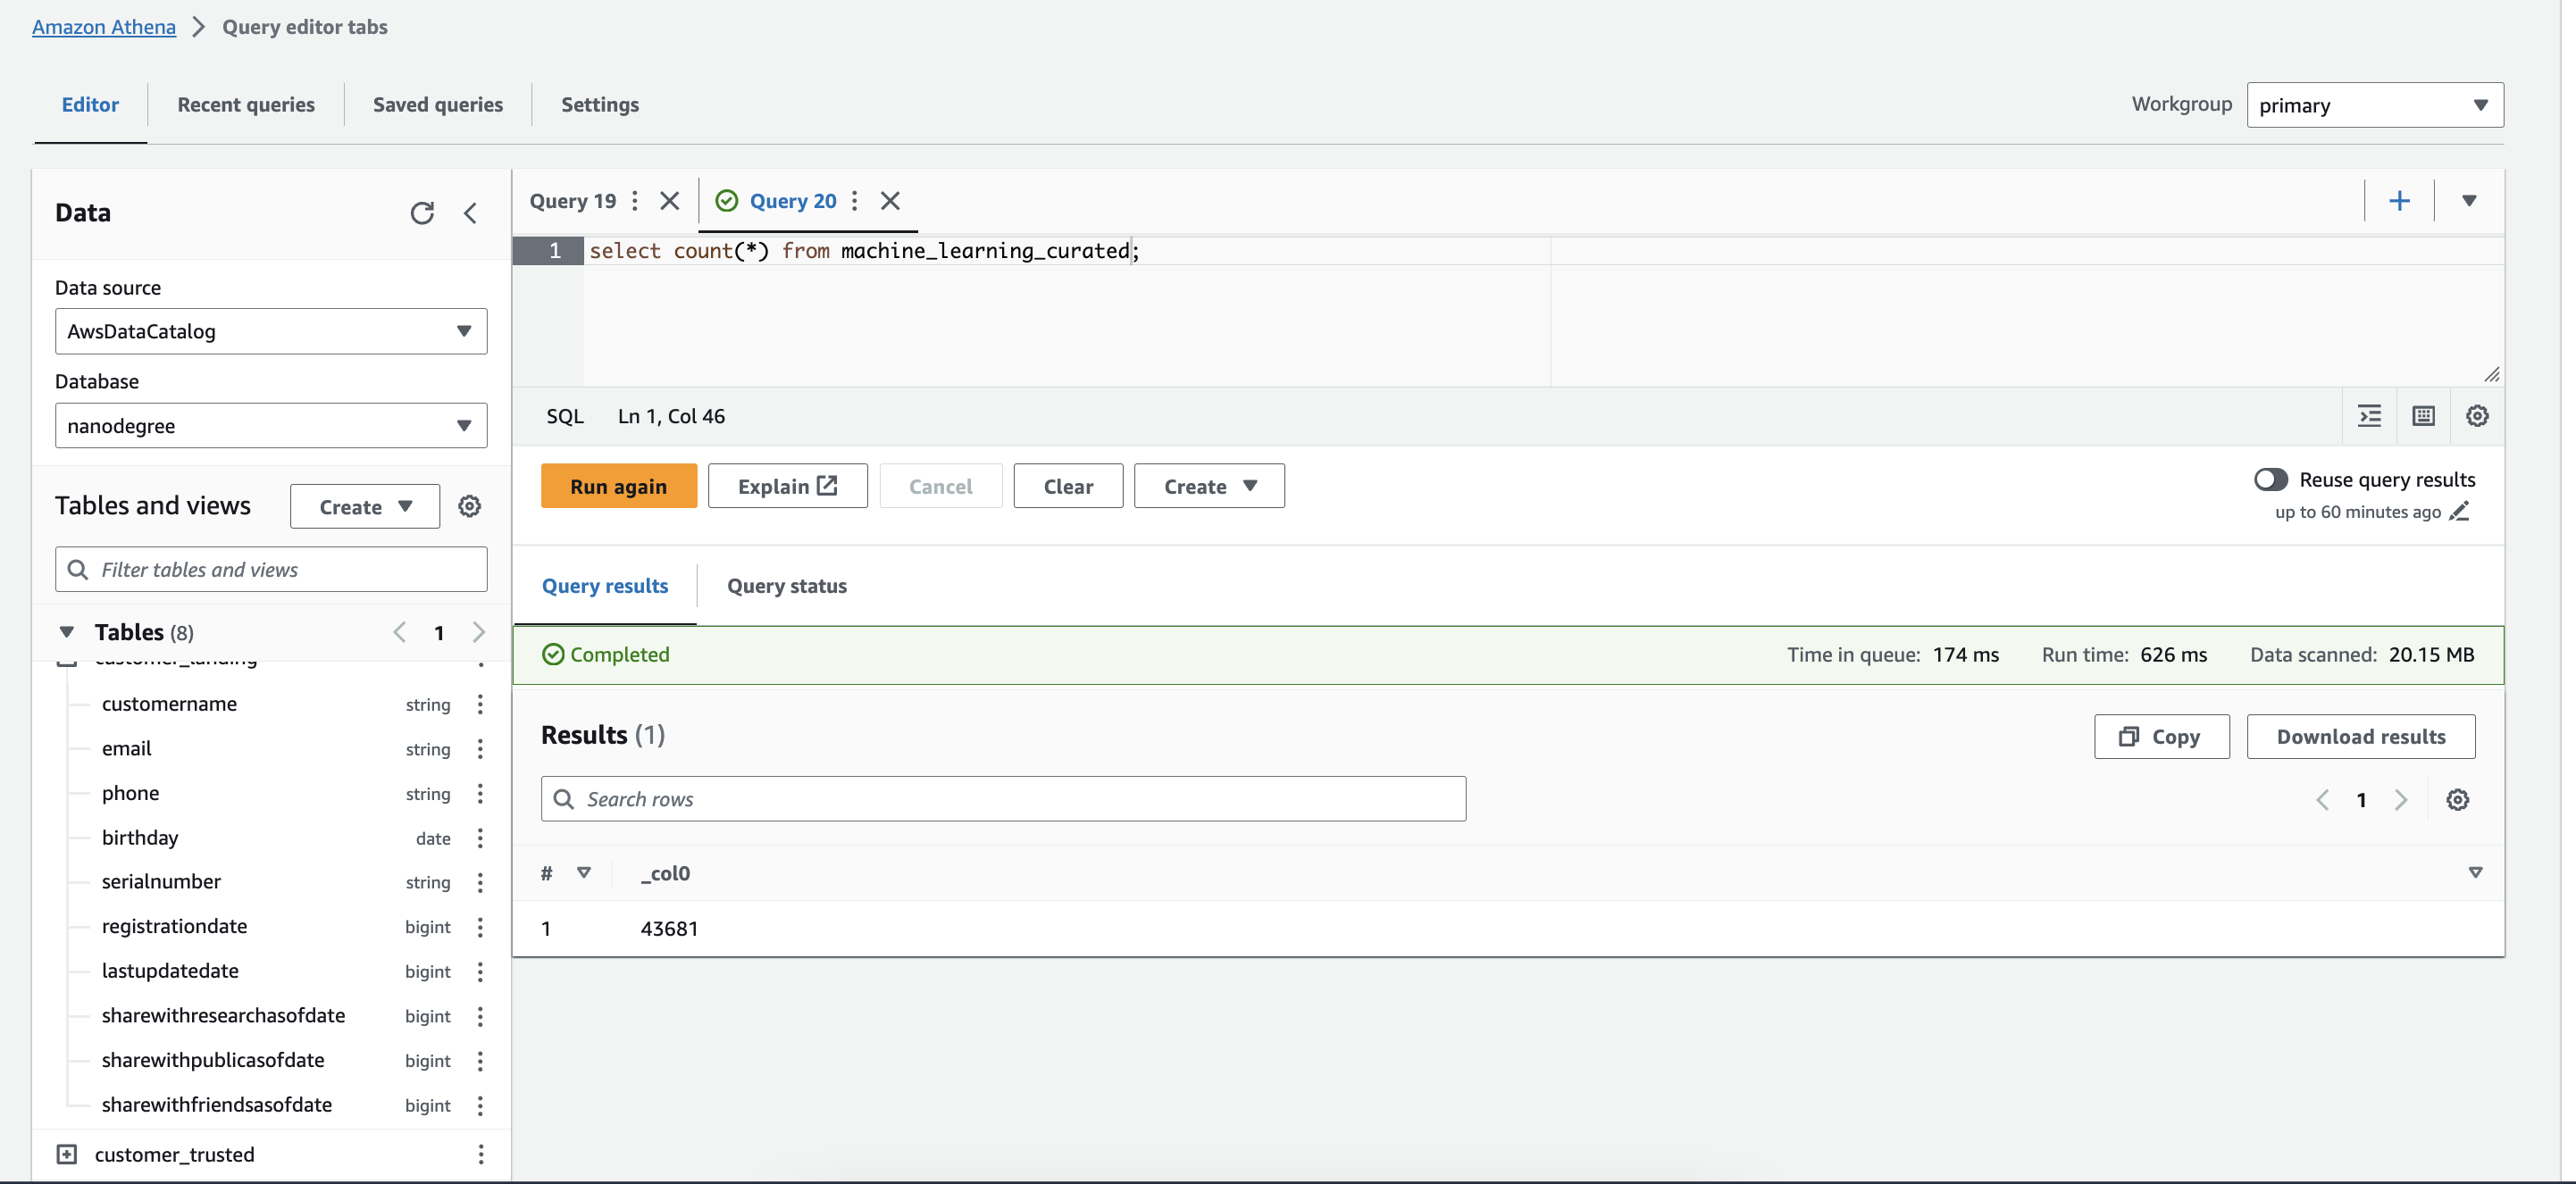 Amazon Athena > Query editor tabs
Editor Recent queries Saved queries Settings
Workgroup primary
Data
Data source
AwsDataCatalog
Database
nanodegree
Tables and views Create
Filter tables and views
Tables (8) 1
customer_landing
customername string
email string
phone string
birthday date
serialnumber string
registrationdate bigint
lastupdatedate bigint
sharewithresearchasofdate bigint
sharewithpublicasofdate bigint
sharewithfriendsasofdate bigint
customer_trusted
Query 19 Query 20
1 select count(*) from machine_learning_curated;
SQL Ln 1, Col 46
Run again Explain Cancel Clear Create
Reuse query results
up to 60 minutes ago
Query results Query status
Completed Time in queue: 174 ms Run time: 626 ms Data scanned: 20.15 MB
Results (1) Copy Download results
Search rows 1
# _col0
1 43681